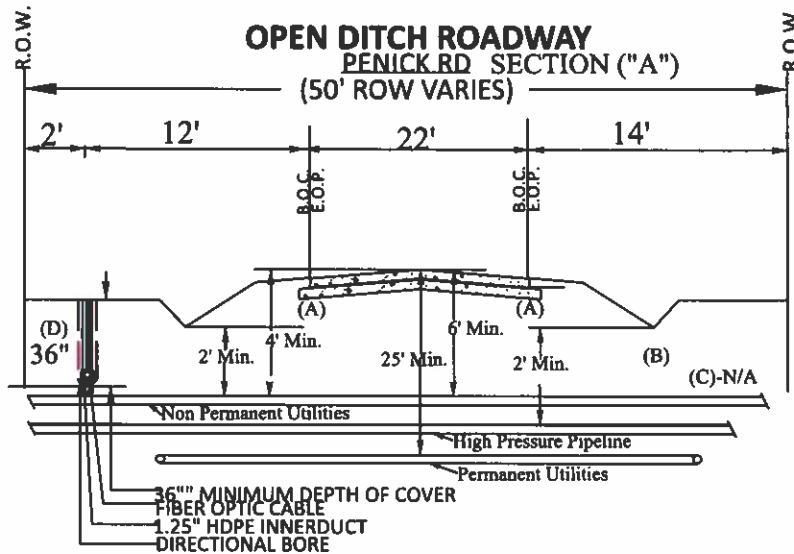 R.O.W.
R.O.W
OPEN DITCH ROADWAY
PENICK RD SECTION ("A")
(50' ROW VARIES)
2'
12'
22'
14'
B.O.C.
E.O.P.
B.O.C.
E.O.P.
(A)
(A)
(D)
36"
2' Min.
4' Min.
25' Min.
6' Min.
2' Min.
(B)
(C)-N/A
Non Permanent Utilities
High Pressure Pipeline
Permanent Utilities
36"" MINIMUM DEPTH OF COVER
FIBER OPTIC CABLE
1.25" HDPE INNERDUCT
DIRECTIONAL BORE